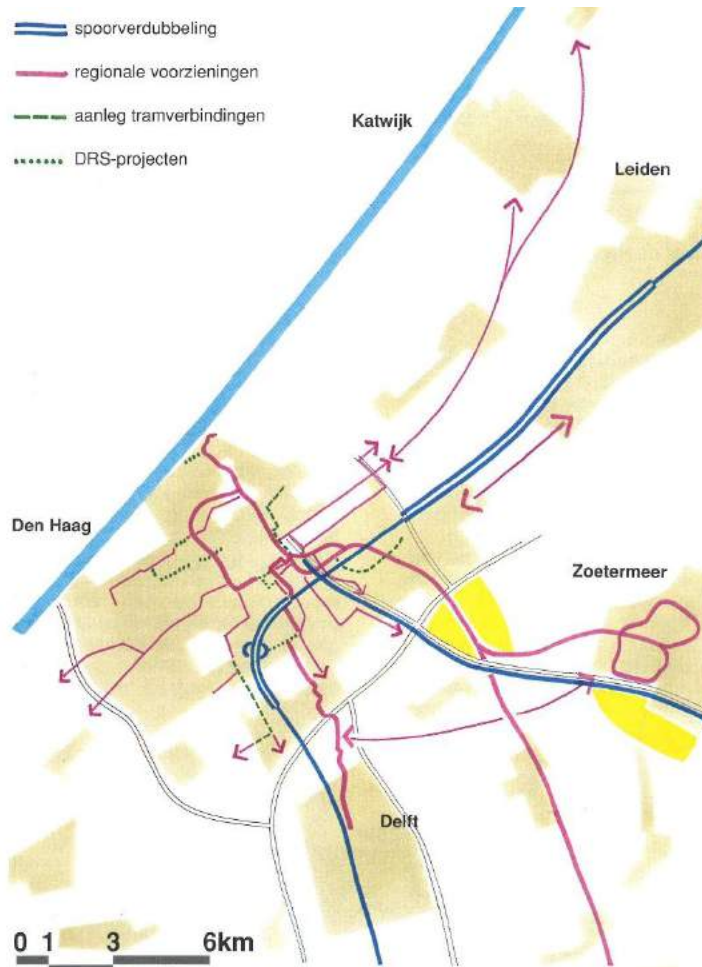 spoorverdubbeling
regionale voorzieningen
aanleg tramverbindingen
DRS-projecten
Katwijk
Leiden
Den Haag
Zoetermeer
Delft
0 1 3 6km